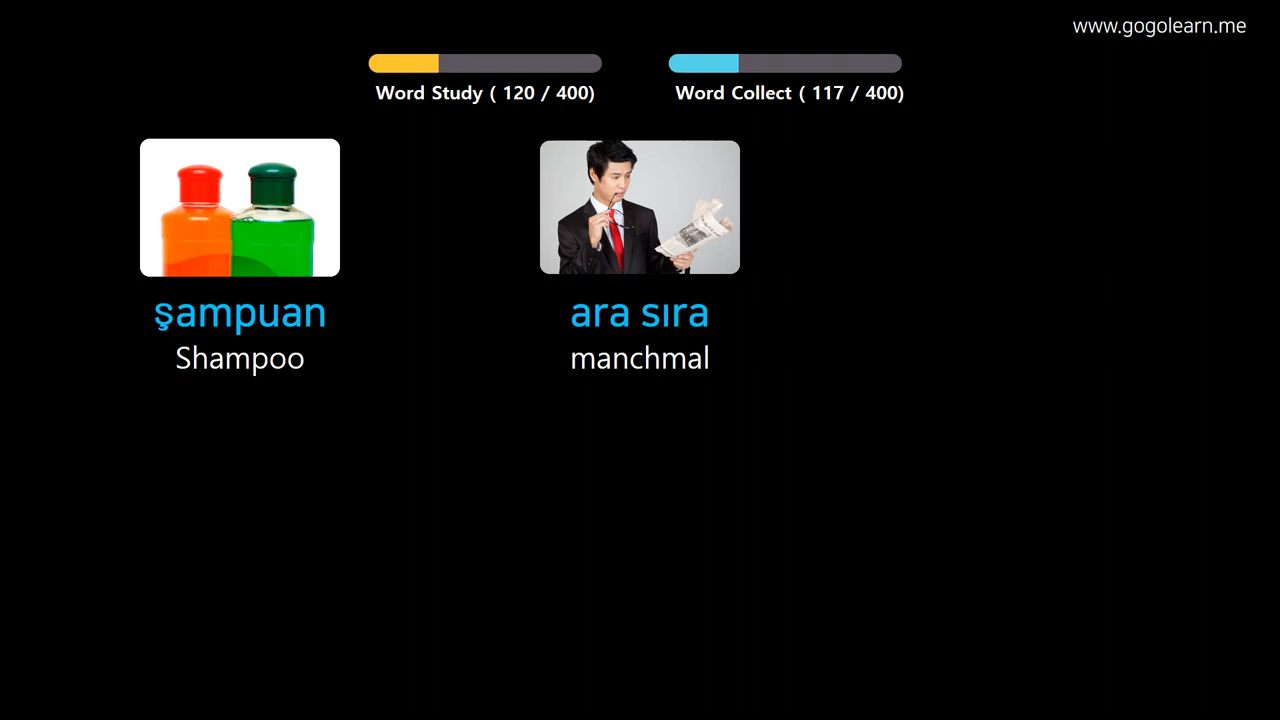 www.gogolearn.me
Word Study ( 120 / 400)
Word Collect ( 117 / 400)
şampuan
Shampoo
ara sıra
manchmal